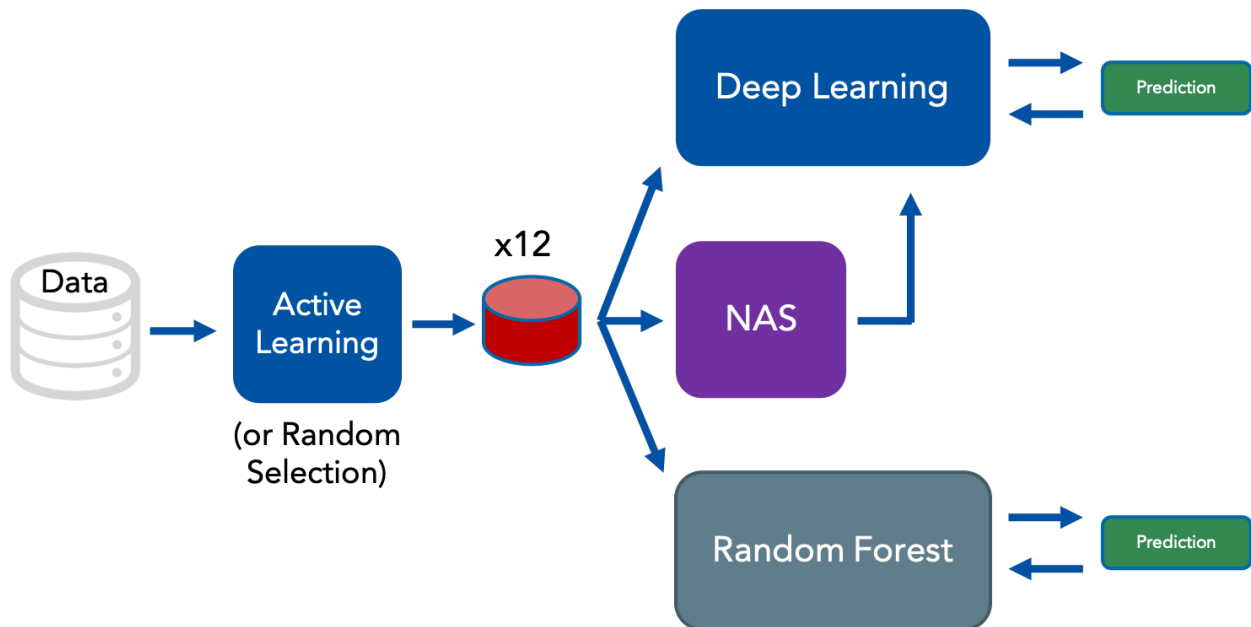 Data
Active
Learning
(or Random
Selection)
x12
Deep Learning
Prediction
NAS
Random Forest
Prediction